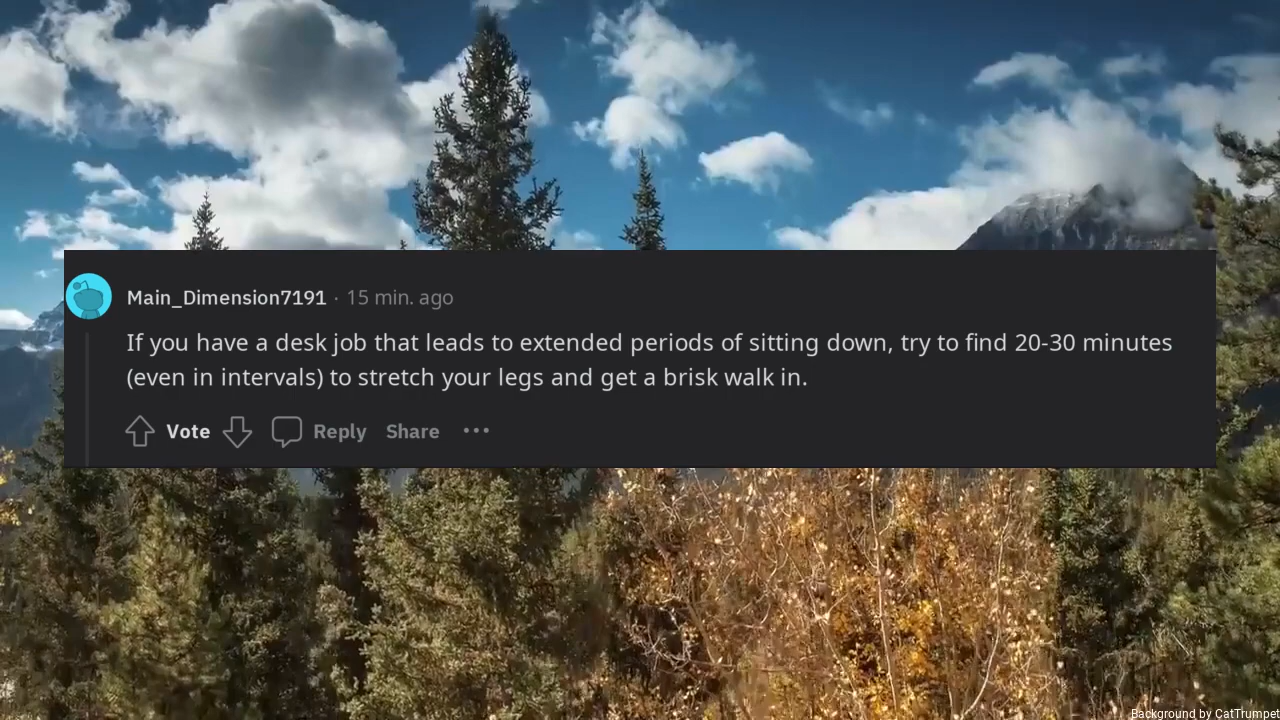 Main_Dimension7191 · 15 min. ago
If you have a desk job that leads to extended periods of sitting down, try to find 20-30 minutes
(even in intervals) to stretch your legs and get a brisk walk in.
Vote Reply Share ···
Background by CatTrumpet